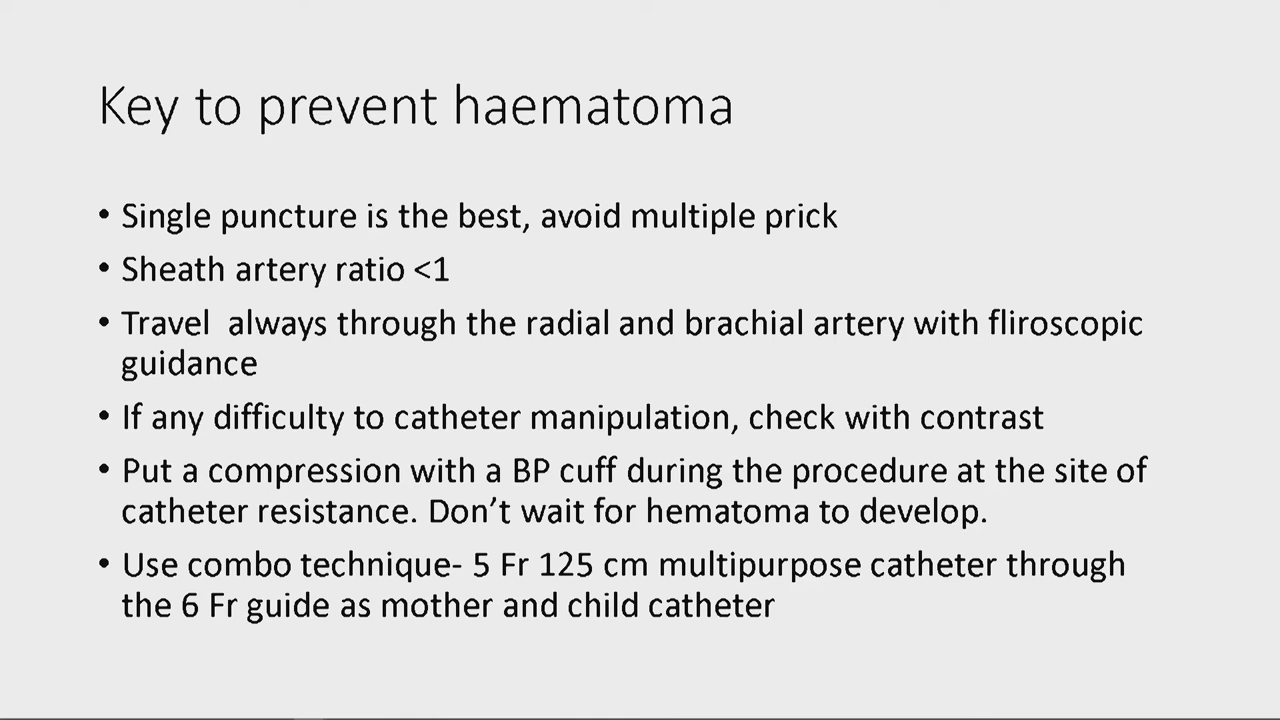 Key to prevent haematoma
• Single puncture is the best, avoid multiple prick
• Sheath artery ratio <1
• Travel  always through the radial and brachial artery with fliroscopic
guidance
• If any difficulty to catheter manipulation, check with contrast
• Put a compression with a BP cuff during the procedure at the site of
catheter resistance. Don’t wait for hematoma to develop.
• Use combo technique- 5 Fr 125 cm multipurpose catheter through
the 6 Fr guide as mother and child catheter